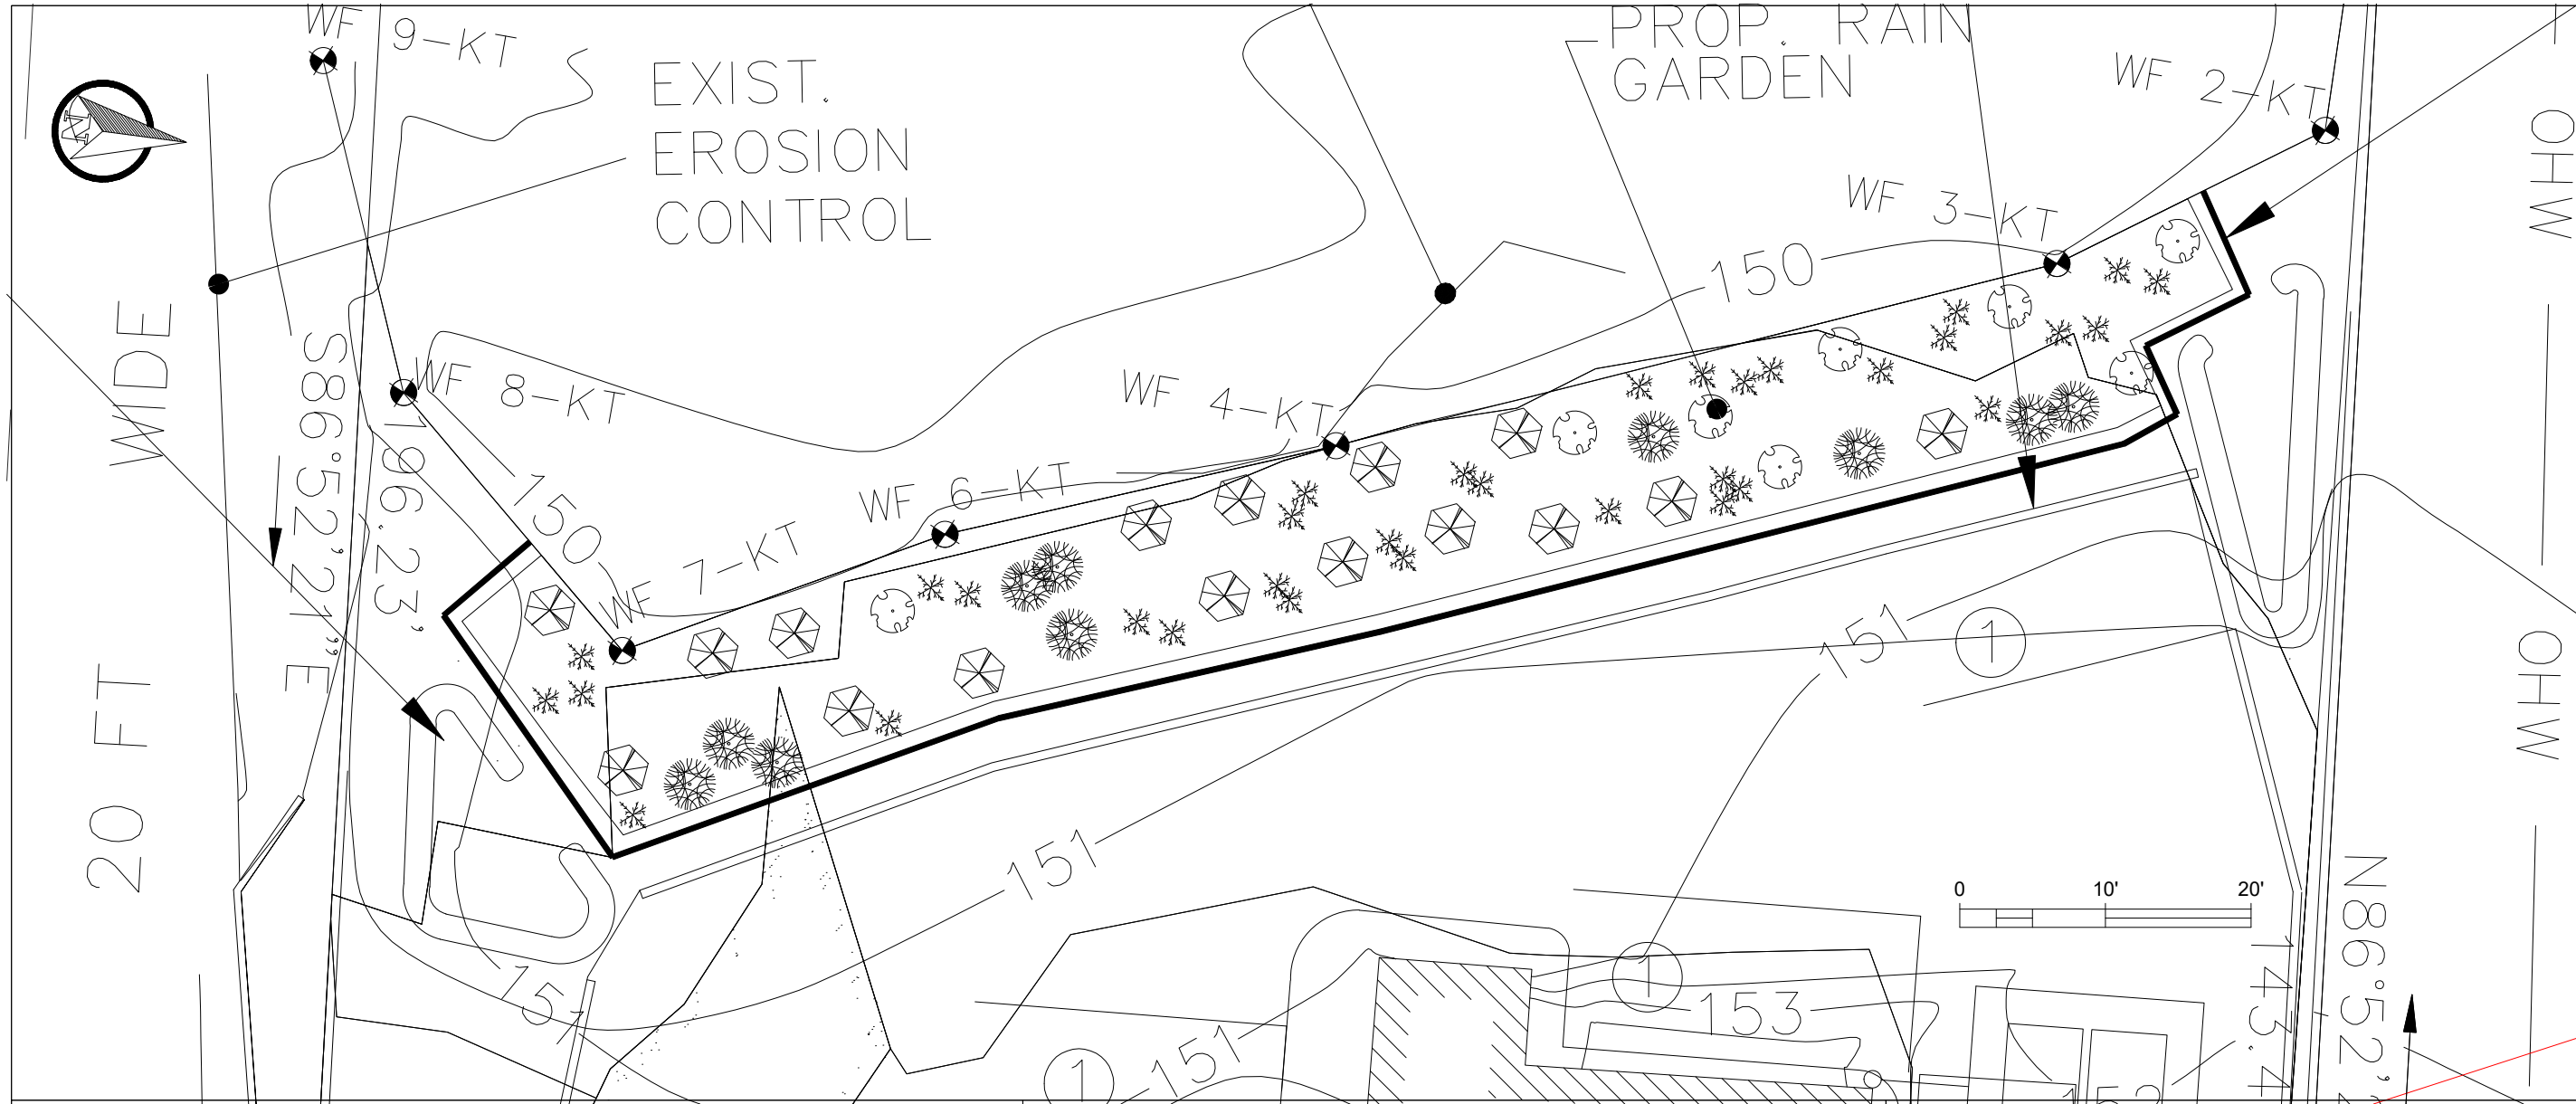 WF 9-KT
EXIST.
EROSION
CONTROL
PROP. RAIN
GARDEN
WF 2-KT
OHW
N
WF 3-KT
150
WIDE
S86°52'21"E
196.23'
WF 8-KT
WF 4-KT
150
WF 6-KT
WF 7-KT
151
1
OHW
20 FT
151
0 10' 20'
151
1
153
1
151
N86°52'
143.4